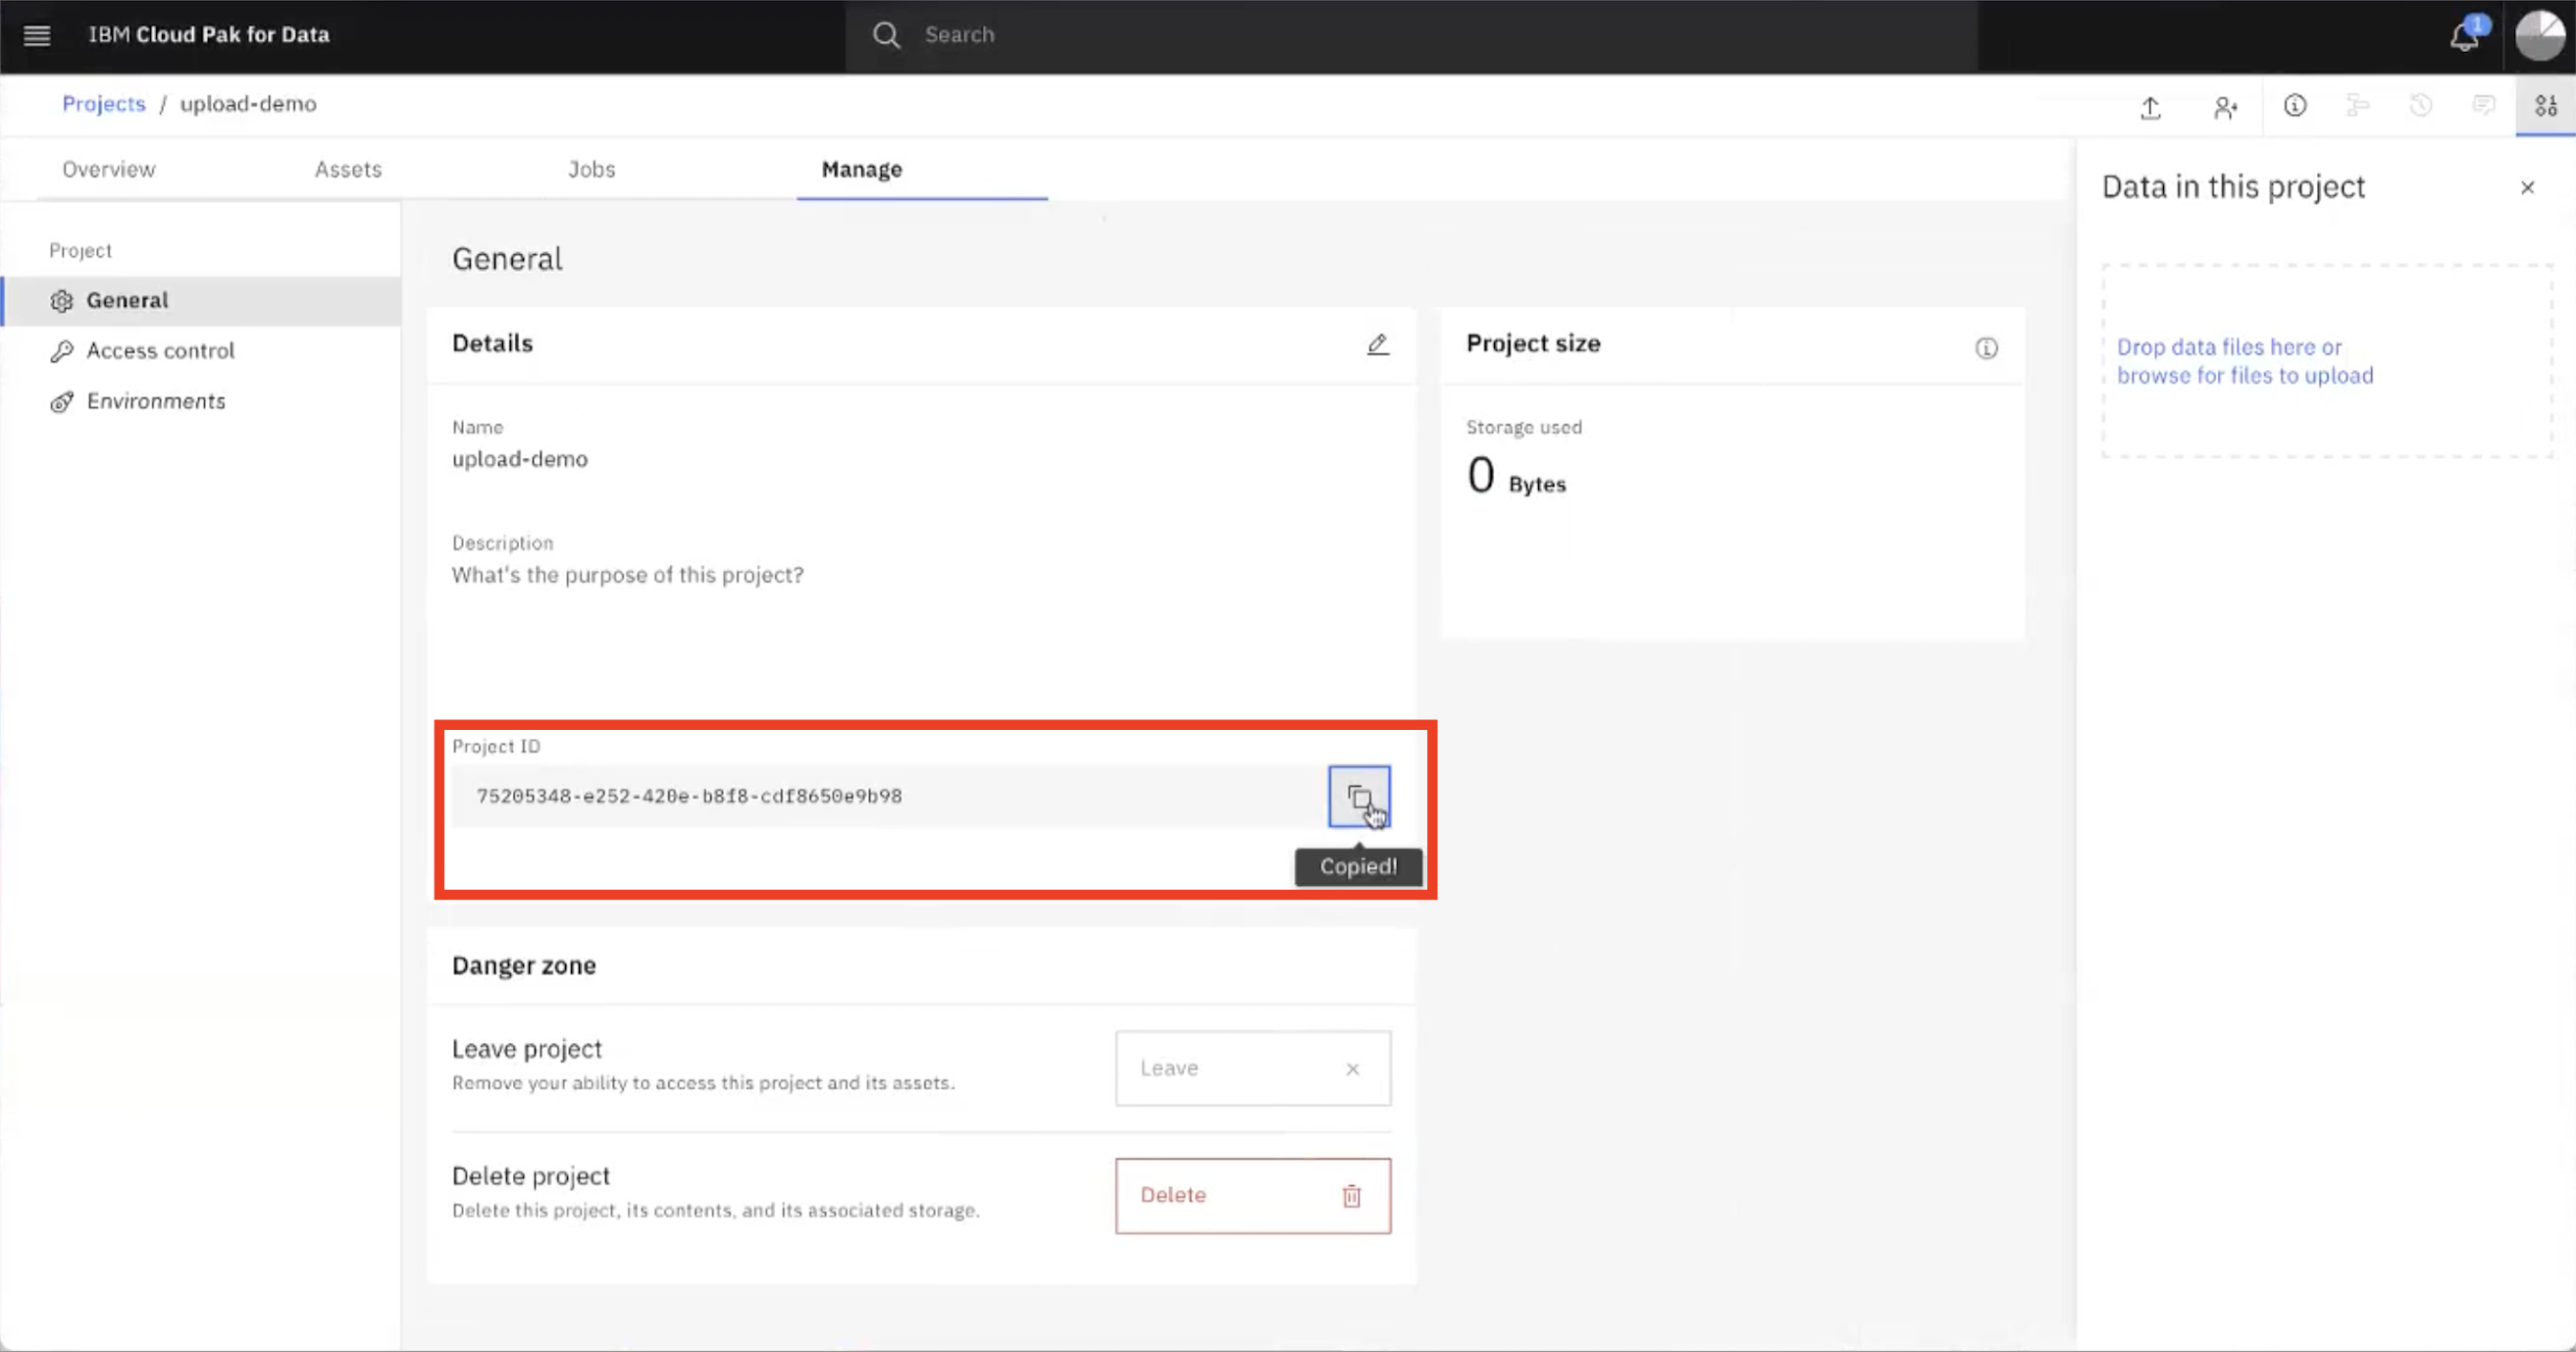 IBM Cloud Pak for Data
Search
1
Projects / upload-demo
Overview
Assets
Jobs
Manage
Data in this project
Project
General
Access control
Environments
General
Details
Name
upload-demo
Description
What's the purpose of this project?
Project ID
75205348-e252-420e-b8f8-cdf8650e9b98
Copied!
Project size
Storage used
0 Bytes
Drop data files here or
browse for files to upload
Danger zone
Leave project
Remove your ability to access this project and its assets.
Leave
Delete project
Delete this project, its contents, and its associated storage.
Delete